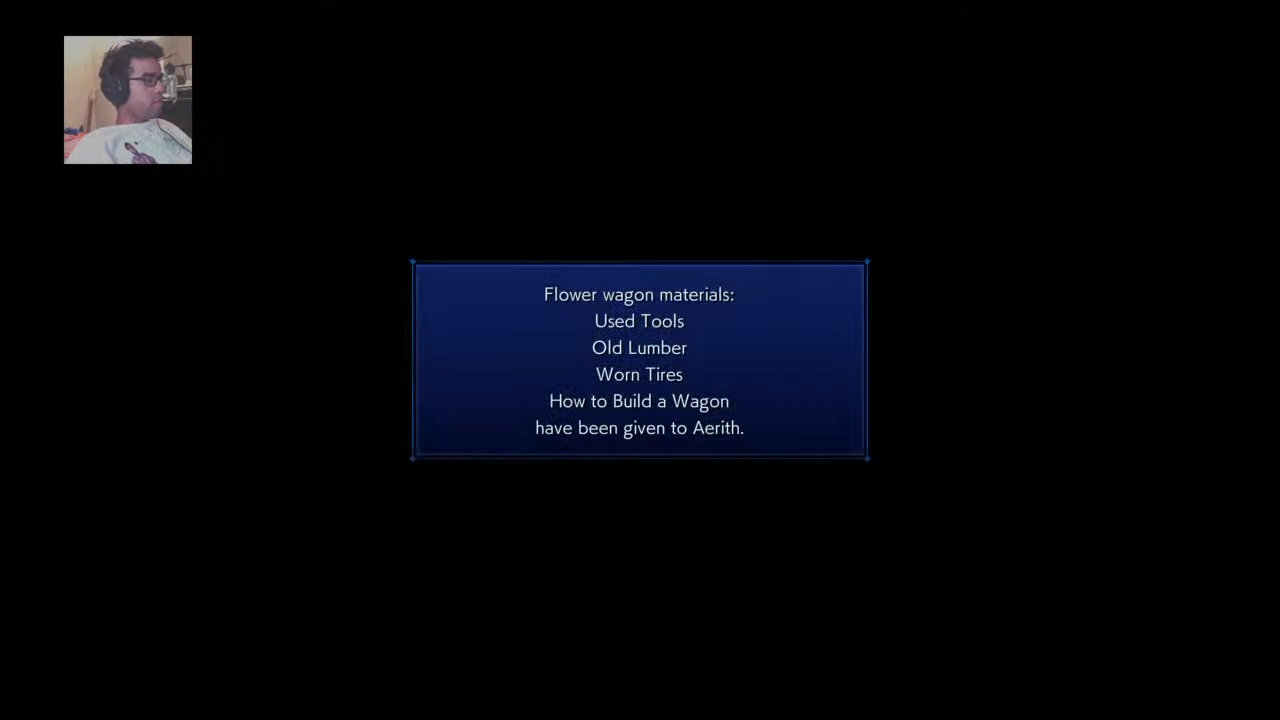 Flower wagon materials:
Used Tools
Old Lumber
Worn Tires
How to Build a Wagon
have been given to Aerith.